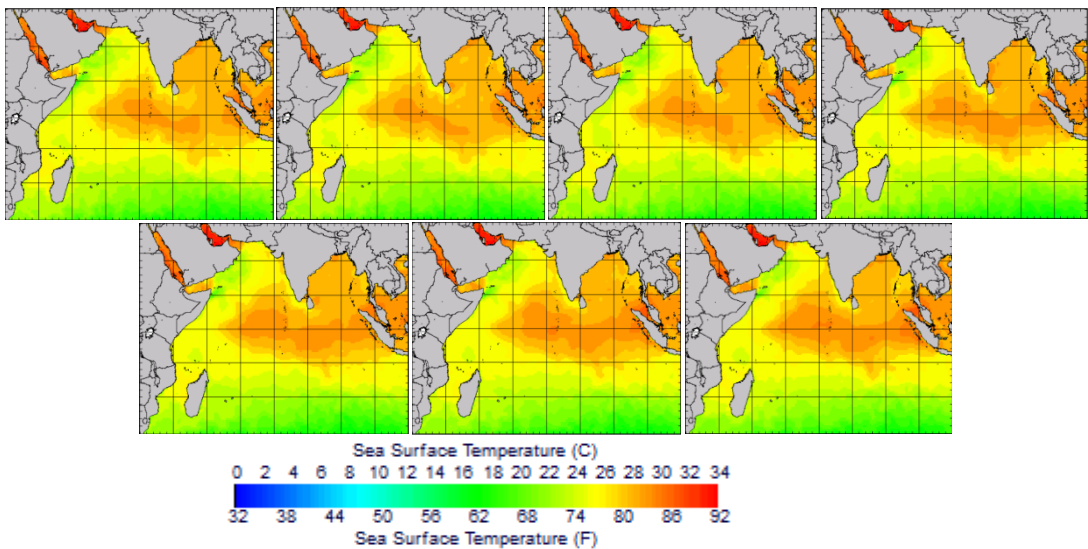 Sea Surface Temperature (C)
0 2 4 6 8 10 12 14 16 18 20 22 24 26 28 30 32 34
32 38 44 50 56 62 68 74 80 86 92
Sea Surface Temperature (F)